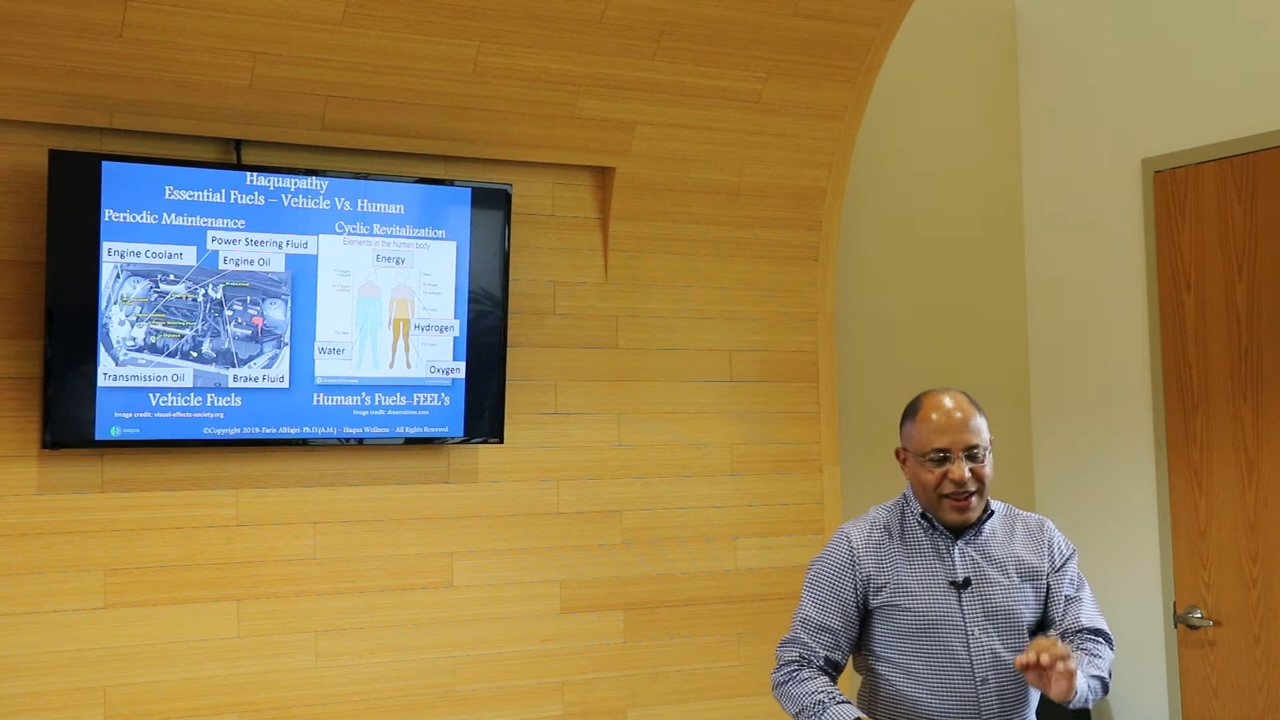 Haquapathy
Essential Fuels – Vehicle Vs. Human
Periodic Maintenance
Cyclic Revitalization
Power Steering Fluid
Elements in the human body
Engine Coolant
Engine Oil
Energy
Hydrogen
Water
Transmission Oil
Brake Fluid
Oxygen
Vehicle Fuels
Human's Fuels–FEEL's
Image credit: visual-effects-society.org
Image credit: dreamstime.com
HAQUA
©Copyright 2019-Fariz AlHajri- Ph.D.(A.M.) – Haqua Wellness – All Rights Reserved.